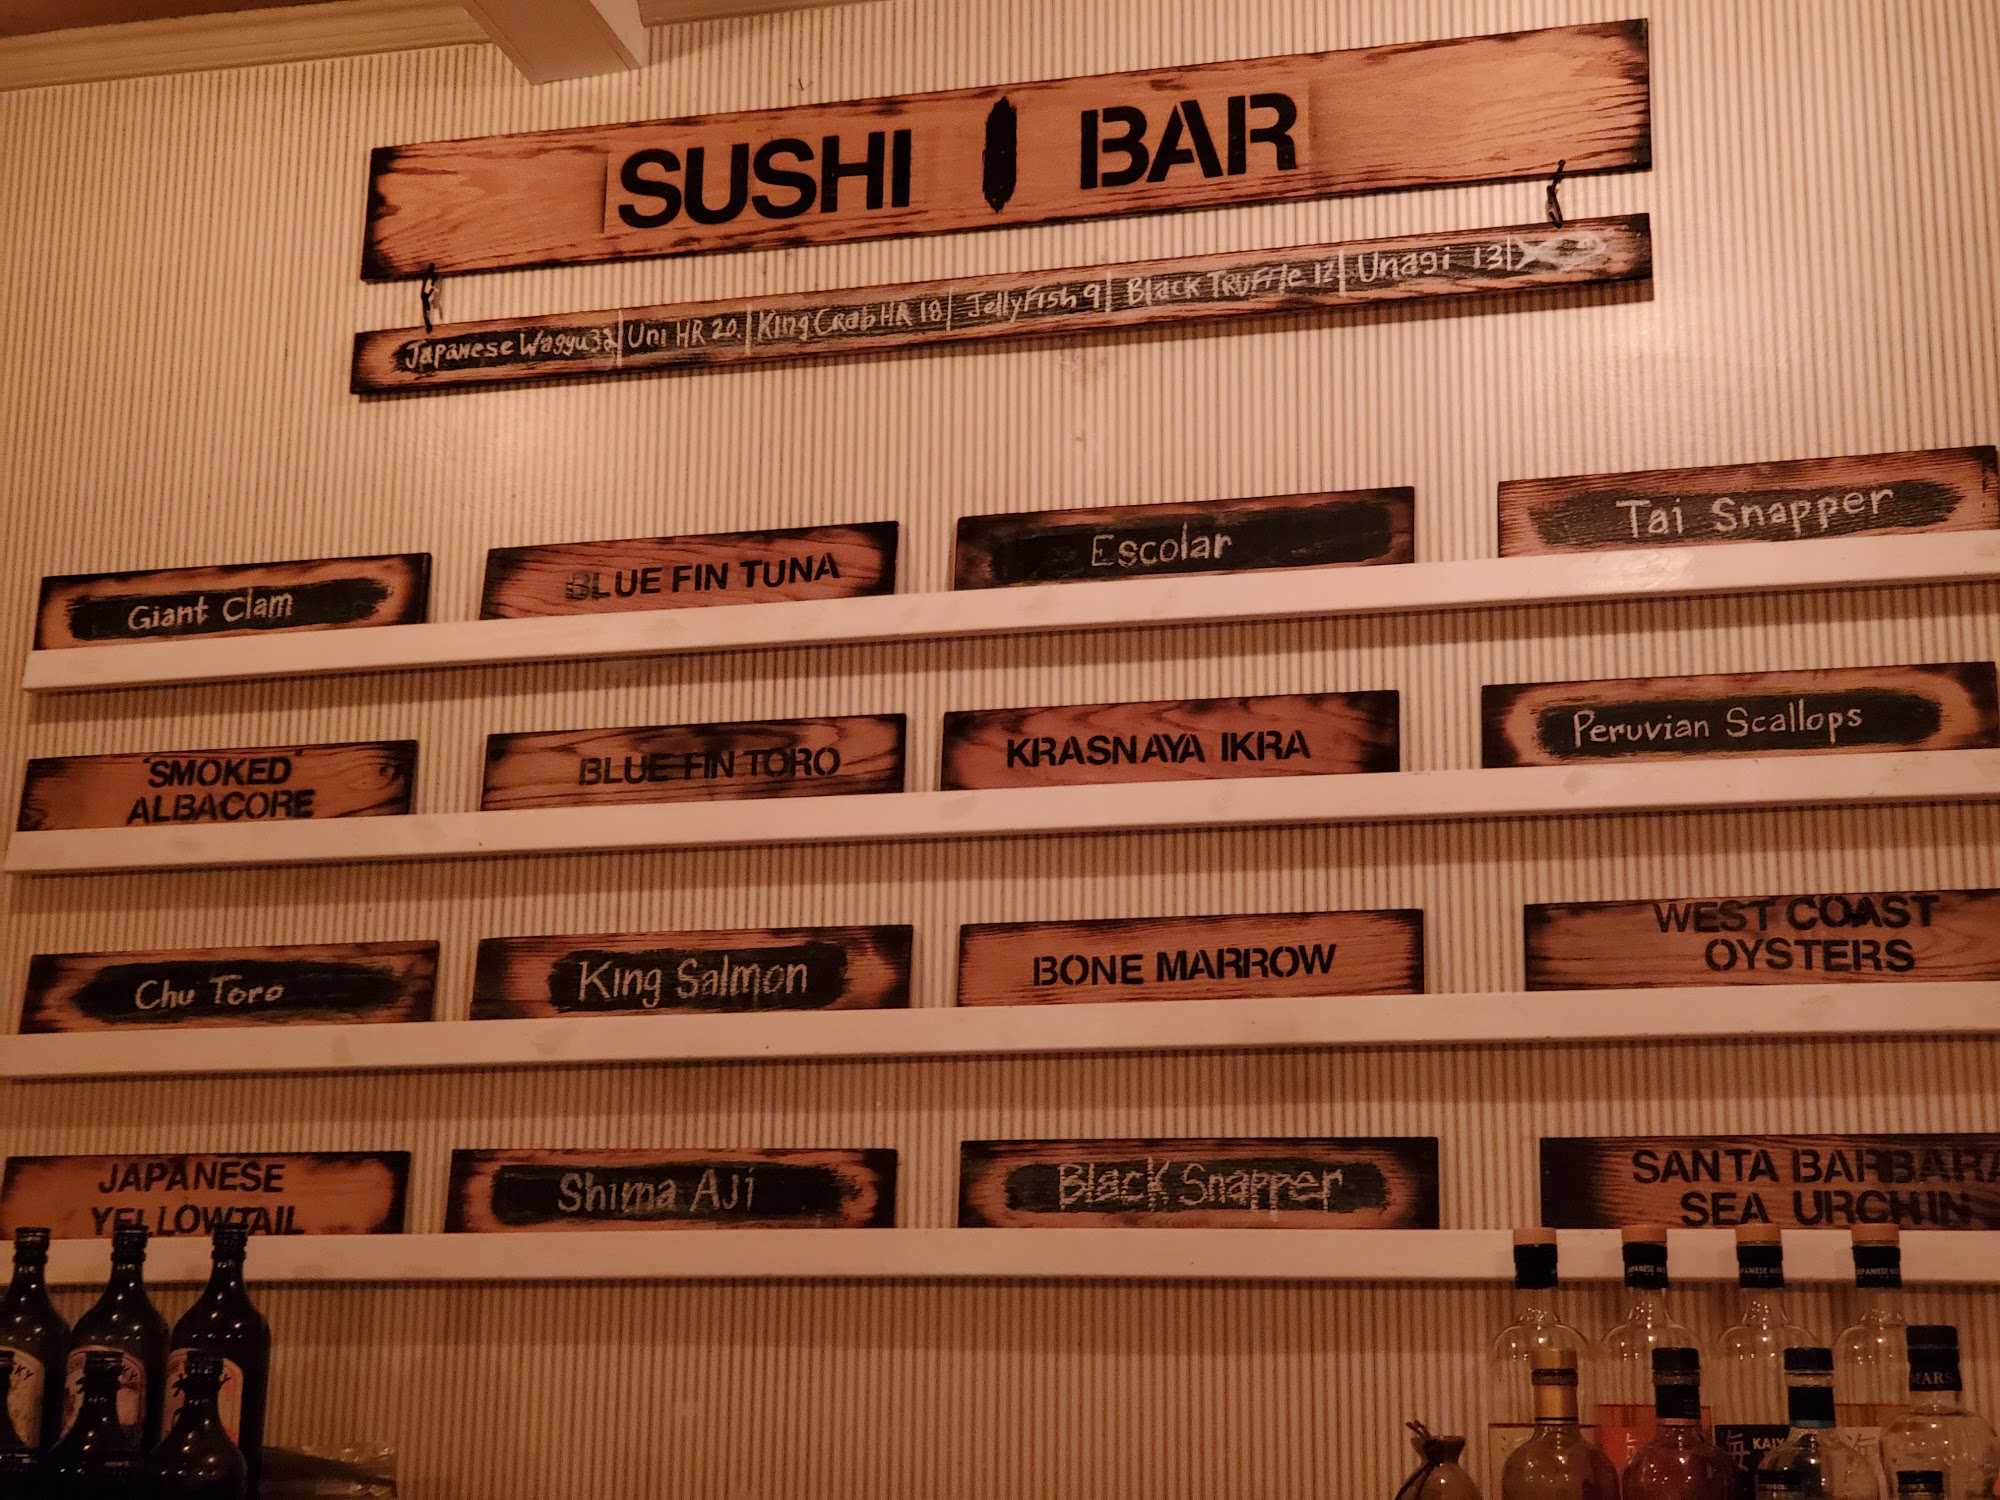 SUSHI BAR
Japanese Waggu 32 | Uni HR 20. | King Crab HR 18 | JellyFish 9 | Black Truffle 12 | Unagi 13 |
Giant Clam
BLUE FIN TUNA
Escolar
Tai Snapper
"SMOKED"
ALBACORE
BLUE FIN TORO
KRASNAYA IKRA
Peruvian Scallops
Chu Toro
King Salmon
BONE MARROW
WEST COAST
OYSTERS
JAPANESE
YELLOWTAIL
Shima Aji
Black Snapper
SANTA BARBARA
SEA URCHIN
MARS